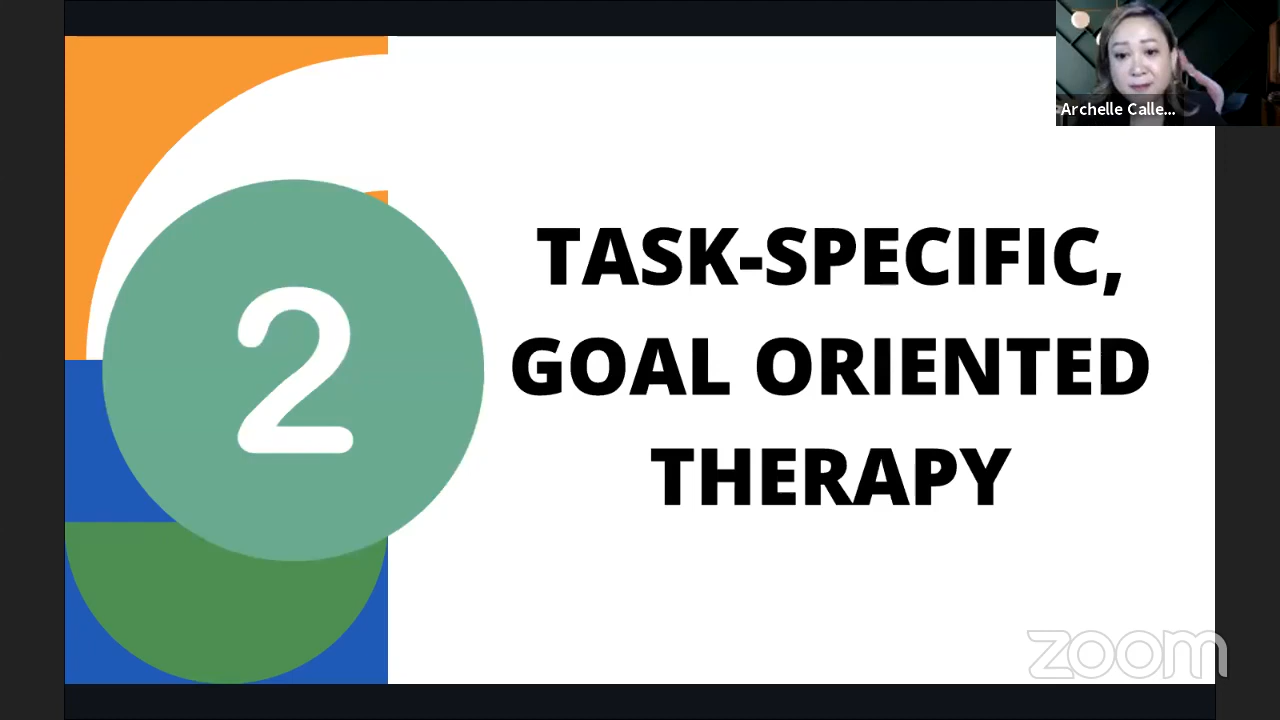 Archelle Calle...
2
TASK-SPECIFIC,
GOAL ORIENTED
THERAPY
zoom